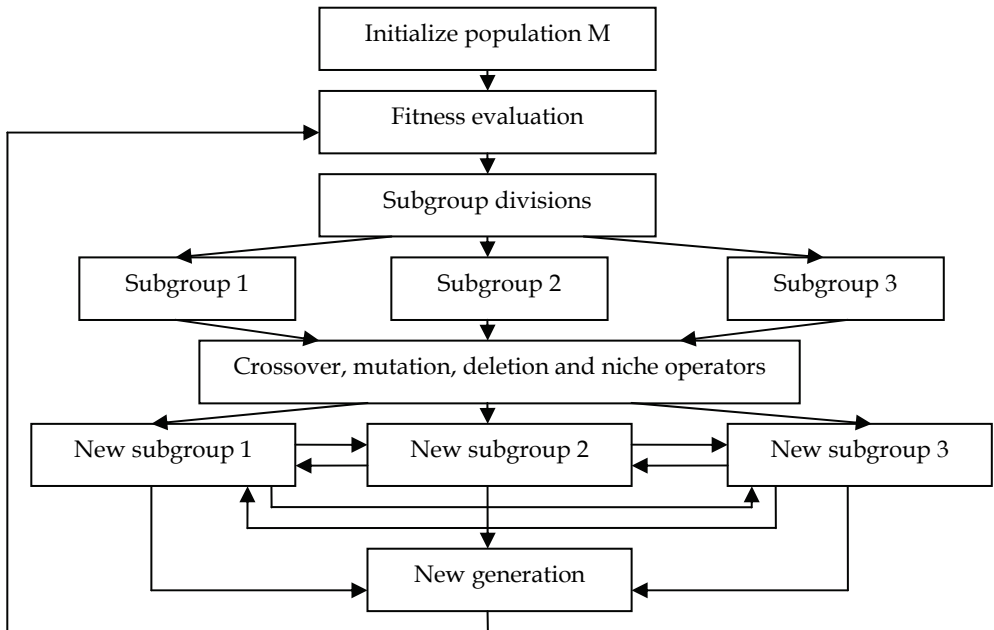 Initialize population M
Fitness evaluation
Subgroup divisions
Subgroup 1
Subgroup 2
Subgroup 3
Crossover, mutation, deletion and niche operators
New subgroup 1
New subgroup 2
New subgroup 3
New generation